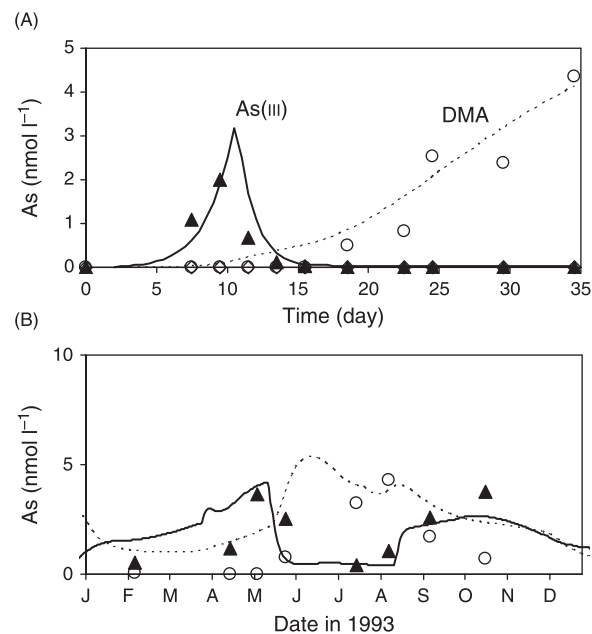 (A)
5
4
3
2
1
0
As (nmol l⁻¹)
As(III)
DMA
0 5 10 15 20 25 30 35
Time (day)
(B)
10
5
0
As (nmol l⁻¹)
J F M A M J J A S O N D
Date in 1993